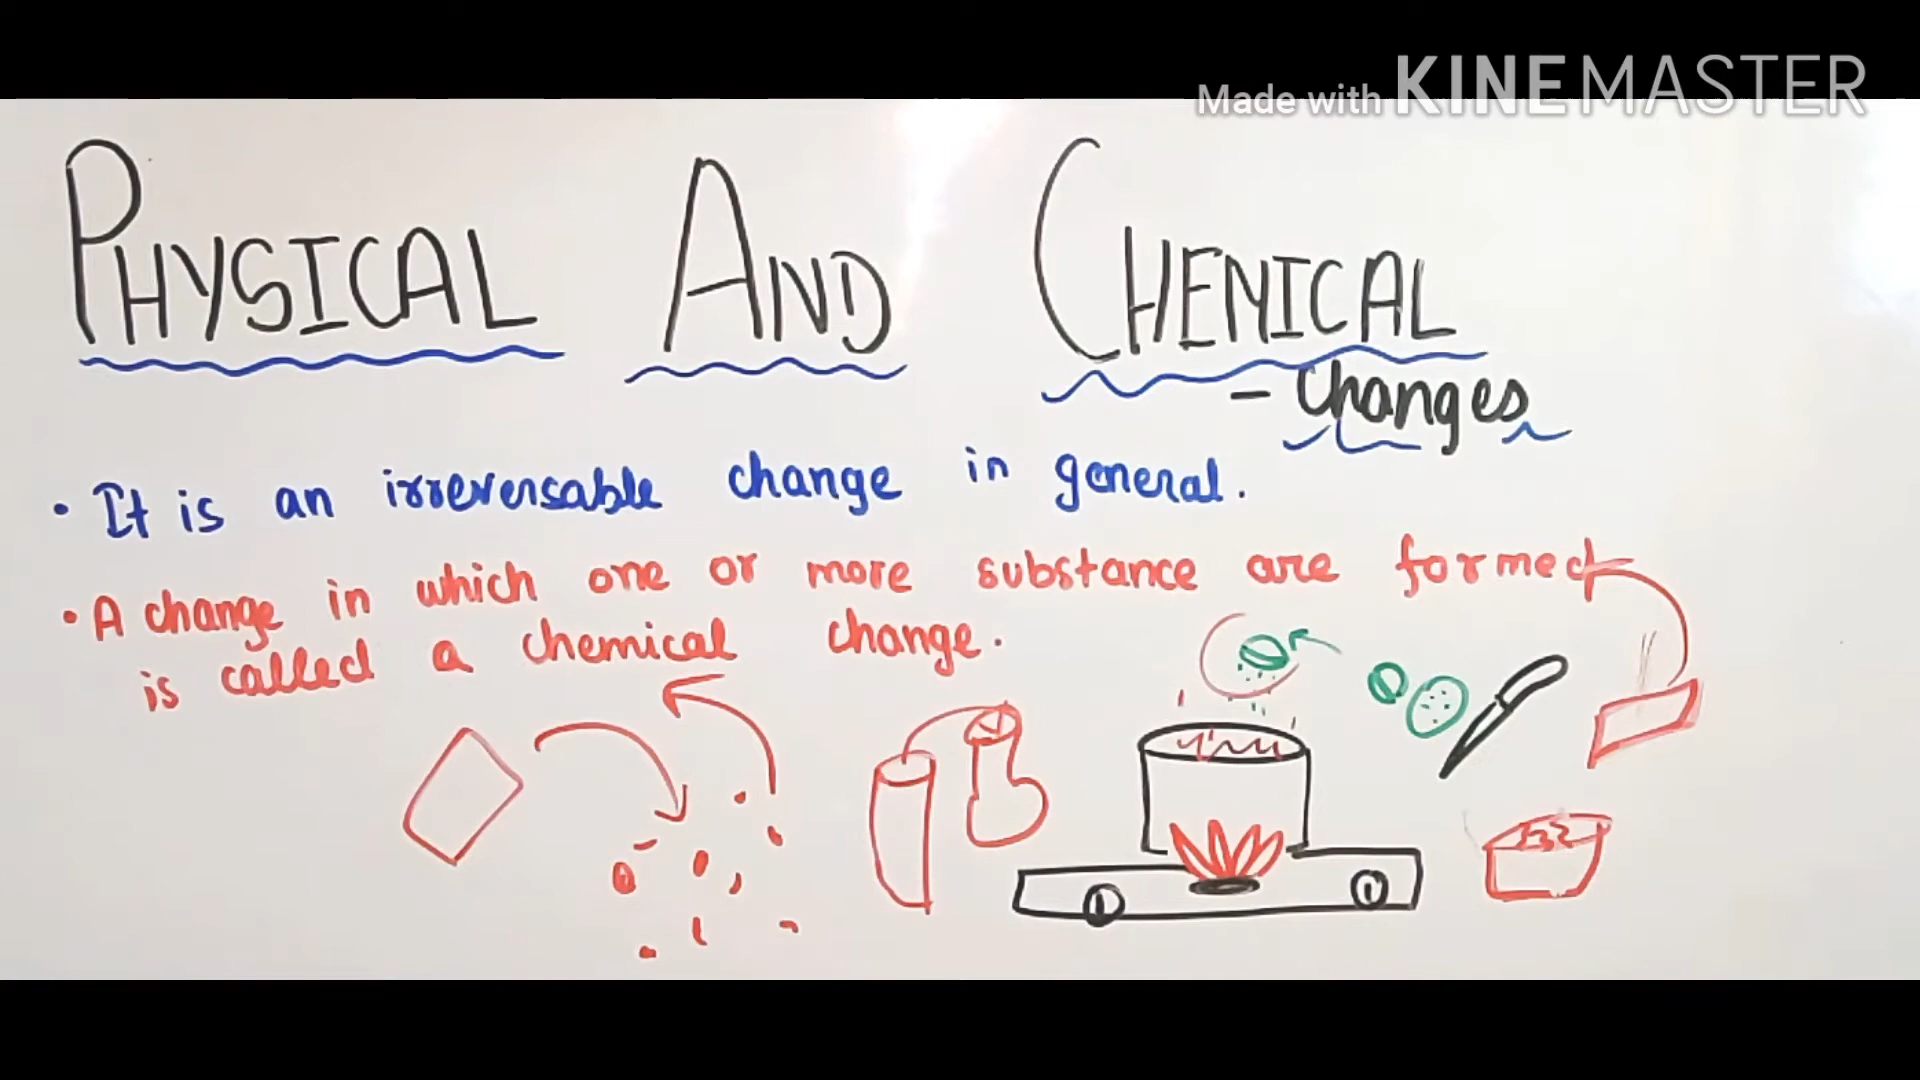 Made with KINEMASTER
PHYSICAL AND CHEMICAL
- Changes
• It is an irreversable change in general.
• A change in which one or more substance are formed
is called a chemical change.